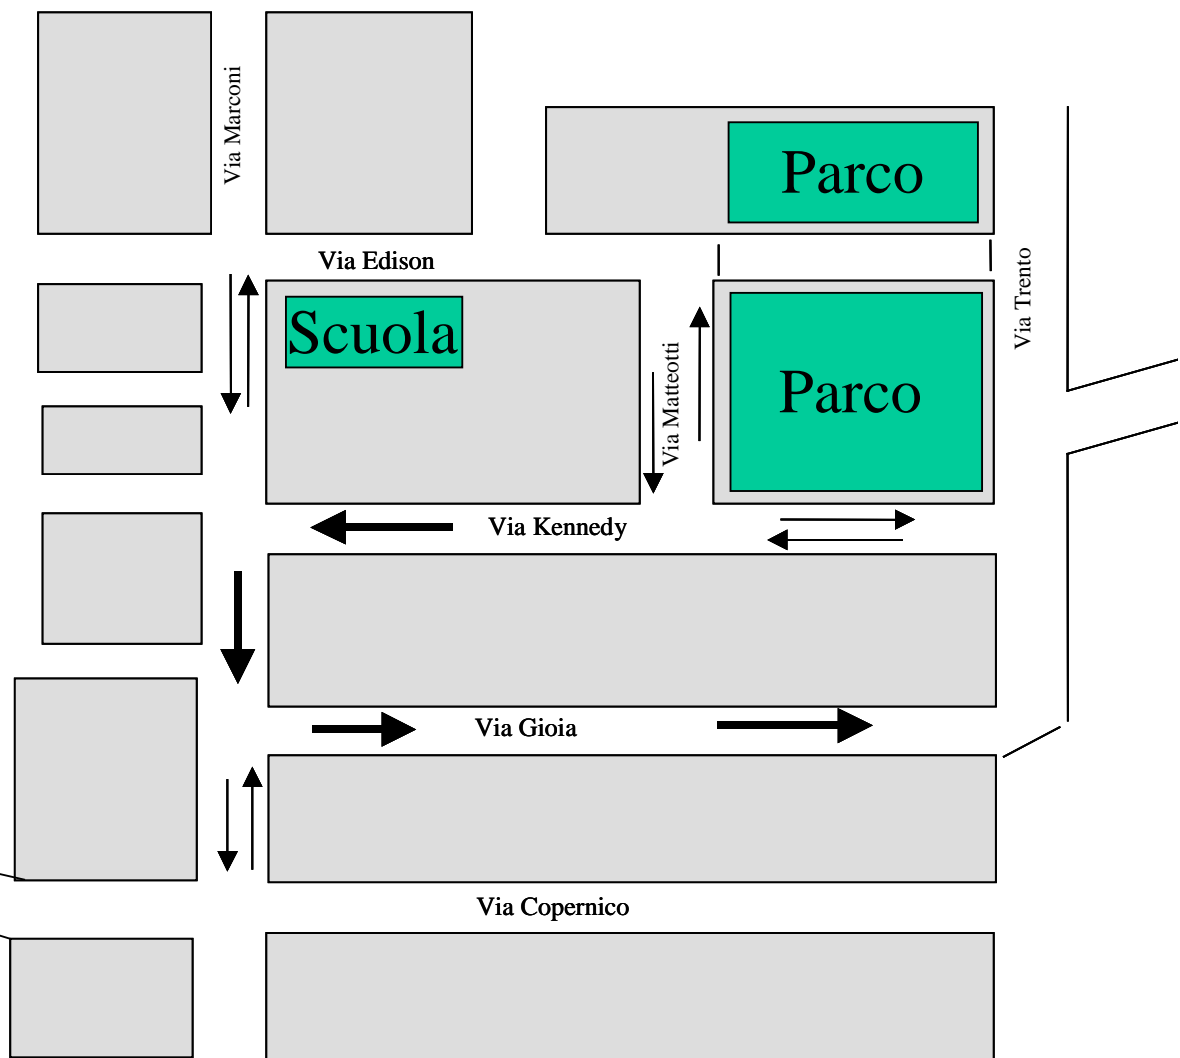 Via Marconi
Parco
Via Edison
Via Trento
Scuola
Via Matteotti
Parco
Via Kennedy
Via Gioia
Via Copernico